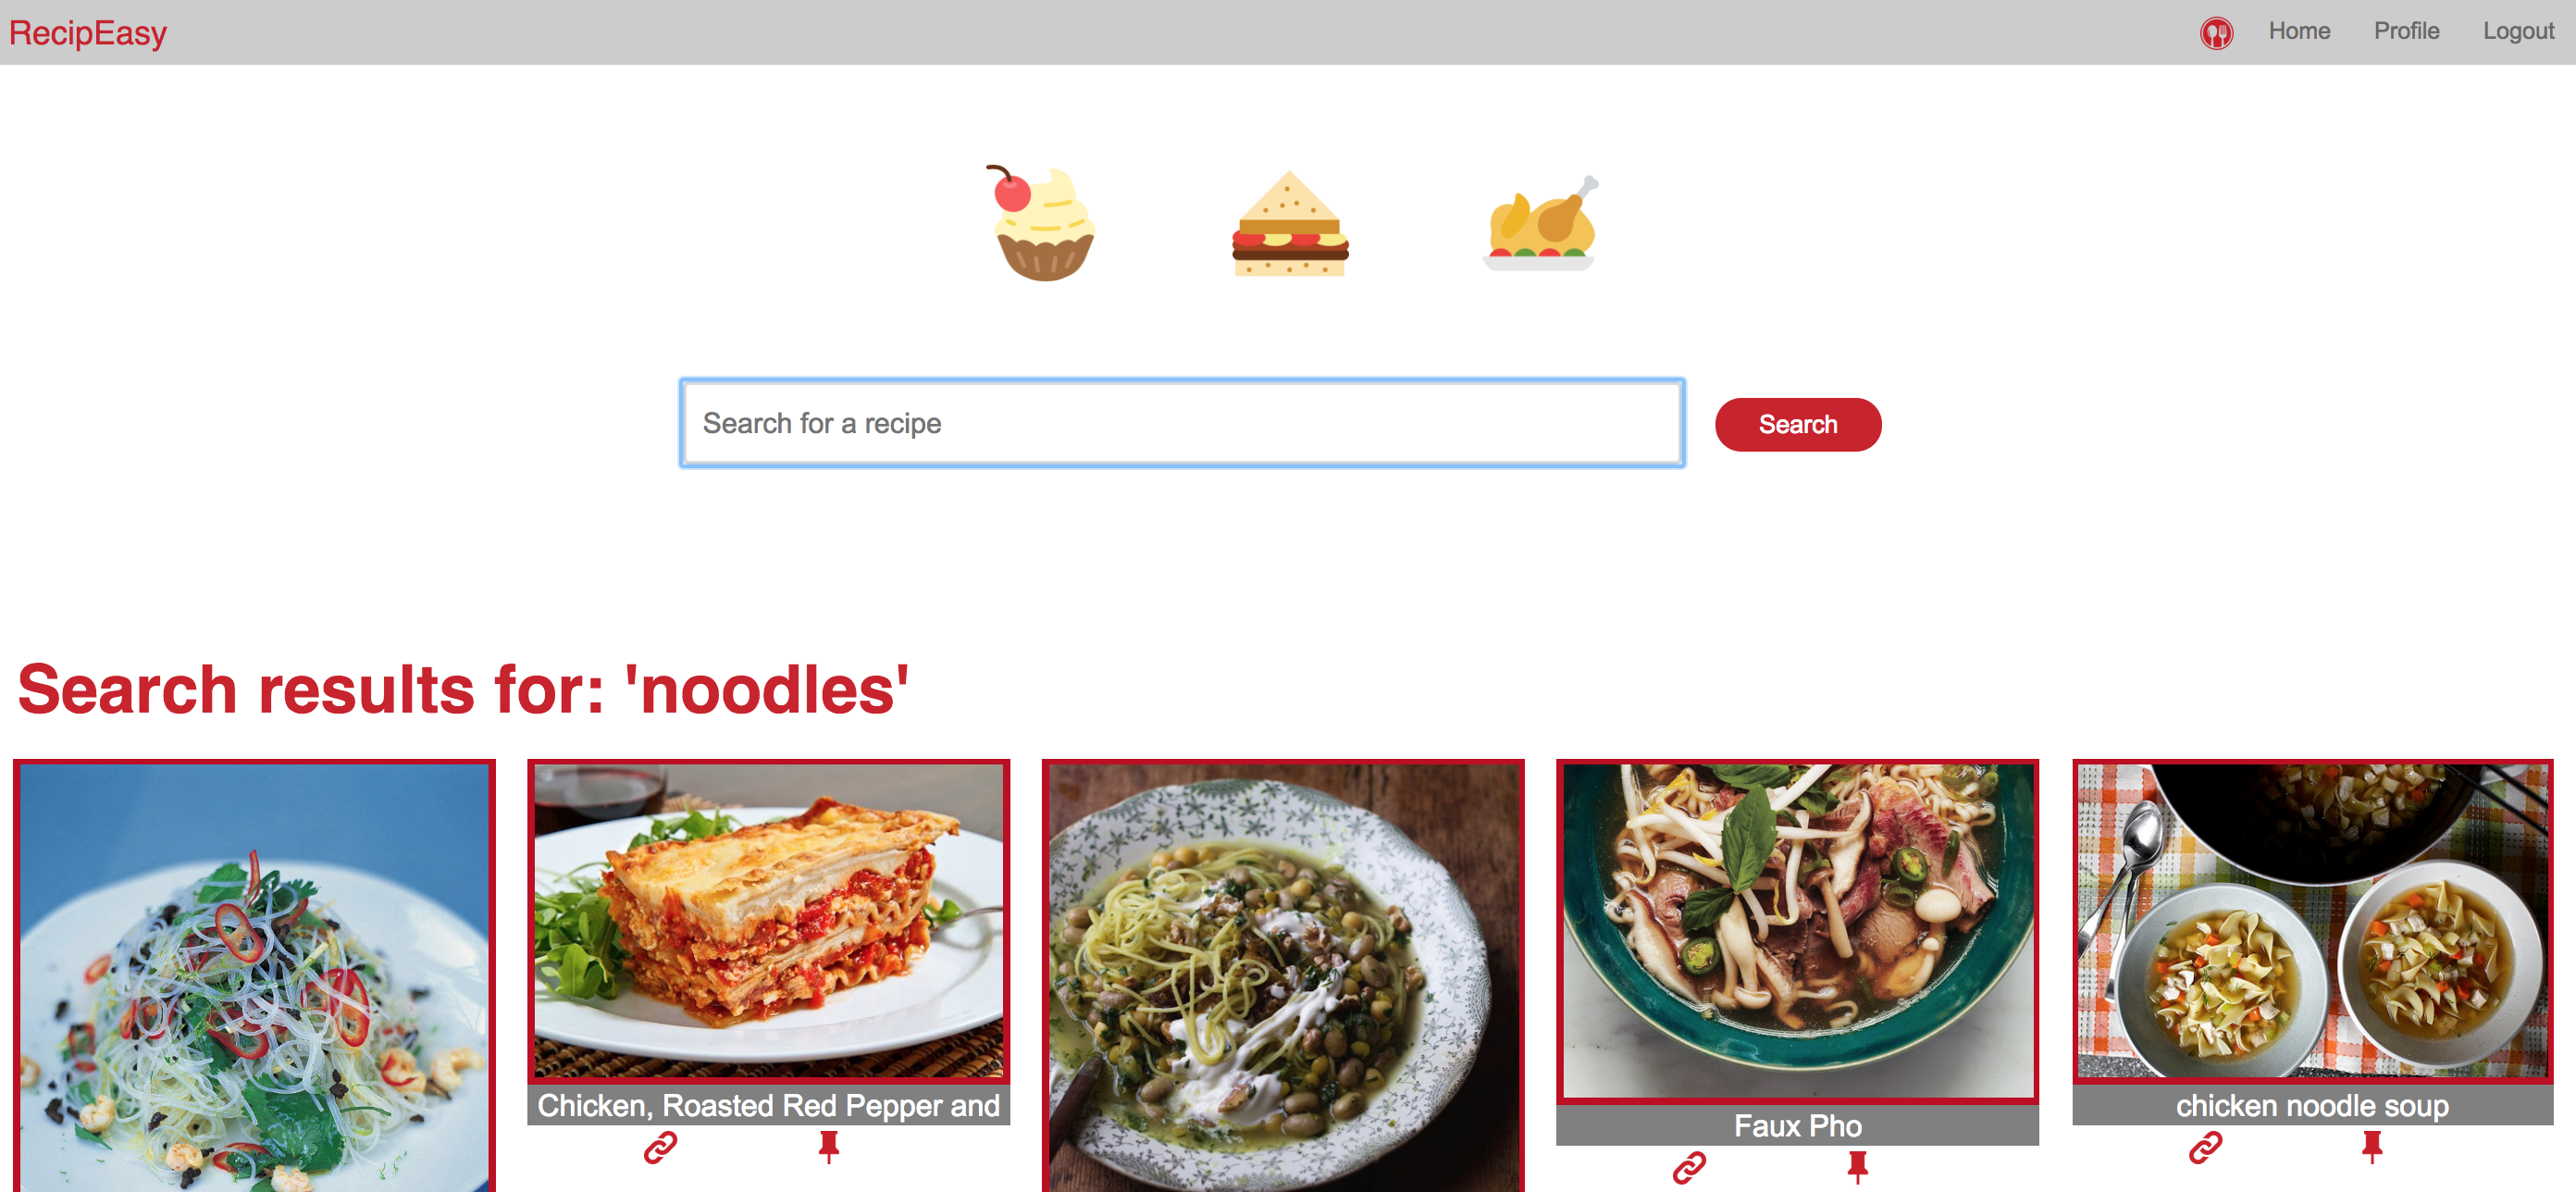 RecipEasy
Home
Profile
Logout
Search for a recipe
Search
Search results for: 'noodles'
Chicken, Roasted Red Pepper and
Faux Pho
chicken noodle soup